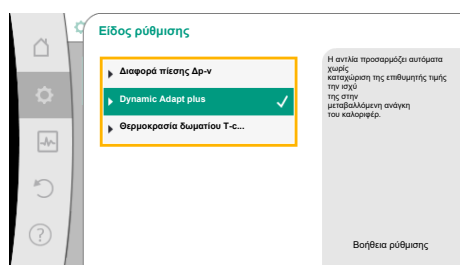 Είδος ρύθμισης
Διαφορά πίεσης Δp-v
Dynamic Adapt plus
Θερμοκρασία δωματίου T-c...
Η αντλία προσαρμόζει αυτόματα
χωρίς
καταχώριση της επιθυμητής τιμής
την ισχύ
της στην
μεταβαλλόμενη ανάγκη
του καλοριφέρ.
Βοήθεια ρύθμισης